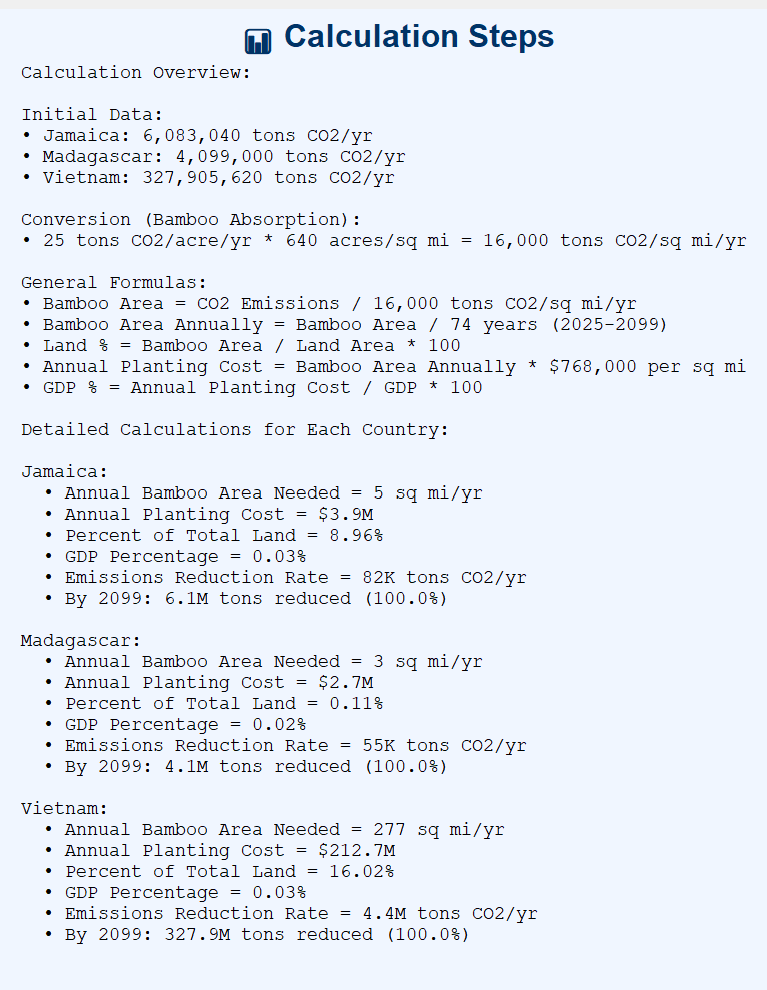 Calculation Steps
Calculation Overview:
Initial Data:
• Jamaica: 6,083,040 tons CO2/yr
• Madagascar: 4,099,000 tons CO2/yr
• Vietnam: 327,905,620 tons CO2/yr
Conversion (Bamboo Absorption):
• 25 tons CO2/acre/yr * 640 acres/sq mi = 16,000 tons CO2/sq mi/yr
General Formulas:
• Bamboo Area = CO2 Emissions / 16,000 tons CO2/sq mi/yr
• Bamboo Area Annually = Bamboo Area / 74 years (2025-2099)
• Land % = Bamboo Area / Land Area * 100
• Annual Planting Cost = Bamboo Area Annually * $768,000 per sq mi
• GDP % = Annual Planting Cost / GDP * 100
Detailed Calculations for Each Country:
Jamaica:
• Annual Bamboo Area Needed = 5 sq mi/yr
• Annual Planting Cost = $3.9M
• Percent of Total Land = 8.96%
• GDP Percentage = 0.03%
• Emissions Reduction Rate = 82K tons CO2/yr
• By 2099: 6.1M tons reduced (100.0%)
Madagascar:
• Annual Bamboo Area Needed = 3 sq mi/yr
• Annual Planting Cost = $2.7M
• Percent of Total Land = 0.11%
• GDP Percentage = 0.02%
• Emissions Reduction Rate = 55K tons CO2/yr
• By 2099: 4.1M tons reduced (100.0%)
Vietnam:
• Annual Bamboo Area Needed = 277 sq mi/yr
• Annual Planting Cost = $212.7M
• Percent of Total Land = 16.02%
• GDP Percentage = 0.03%
• Emissions Reduction Rate = 4.4M tons CO2/yr
• By 2099: 327.9M tons reduced (100.0%)